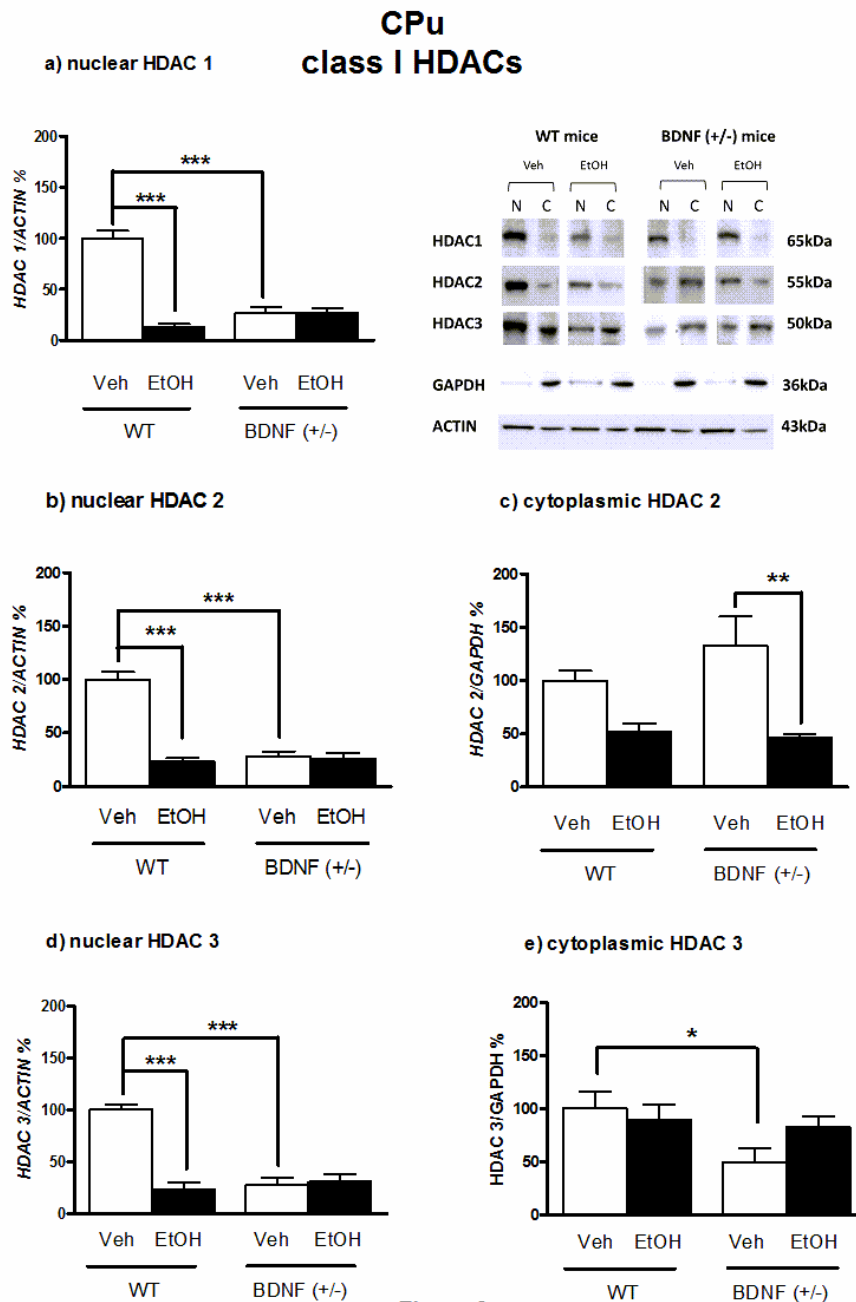 CPu
class I HDACs
a) nuclear HDAC 1
HDAC 1/ACTIN %
200
150
100
50
0
***
***
Veh EtOH Veh EtOH
WT BDNF (+/-)
WT mice BDNF (+/-) mice
Veh EtOH Veh EtOH
N C N C N C N C
HDAC1 65kDa
HDAC2 55kDa
HDAC3 50kDa
GAPDH 36kDa
ACTIN 43kDa
b) nuclear HDAC 2
HDAC 2/ACTIN %
200
150
100
50
0
***
***
Veh EtOH Veh EtOH
WT BDNF (+/-)
c) cytoplasmic HDAC 2
HDAC 2/GAPDH %
200
150
100
50
0
**
Veh EtOH Veh EtOH
WT BDNF (+/-)
d) nuclear HDAC 3
HDAC 3/ACTIN %
200
150
100
50
0
***
***
Veh EtOH Veh EtOH
WT BDNF (+/-)
e) cytoplasmic HDAC 3
HDAC 3/GAPDH %
200
150
100
50
0
*
Veh EtOH Veh EtOH
WT BDNF (+/-)